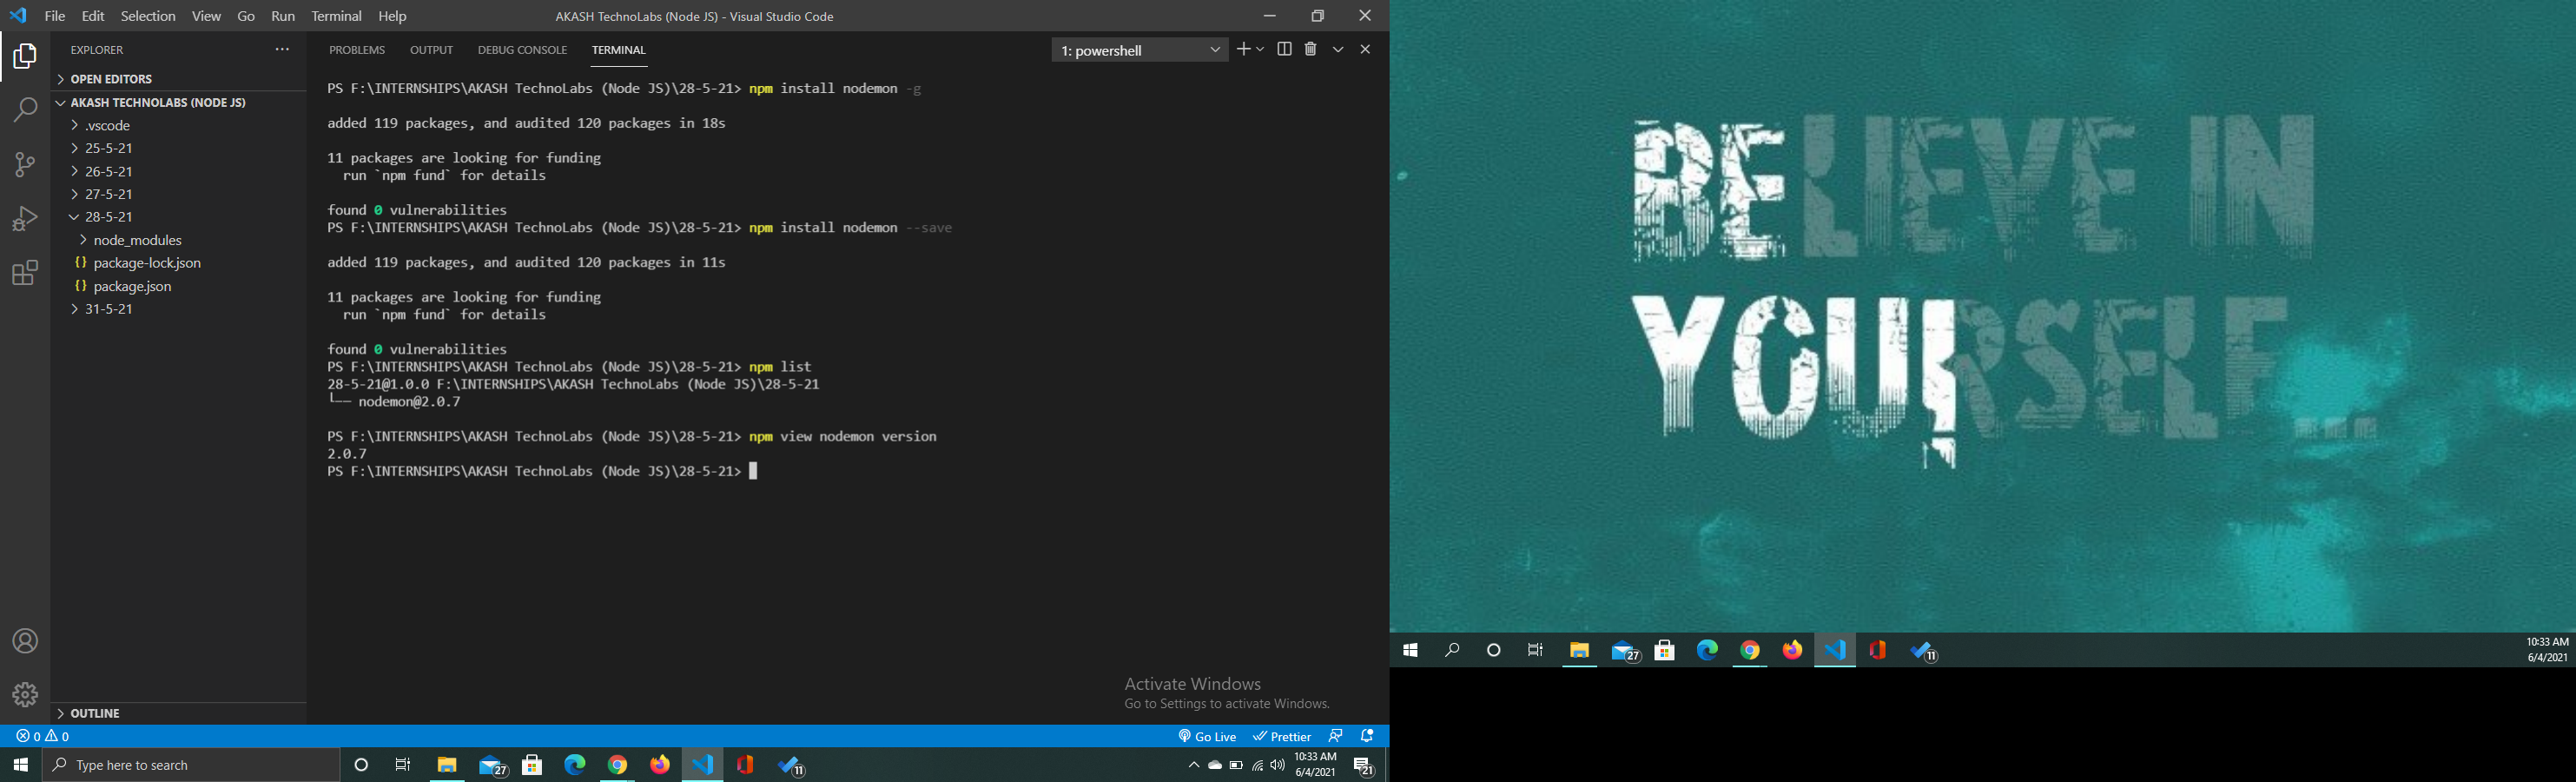 File Edit Selection View Go Run Terminal Help
AKASH TechnoLabs (Node JS) - Visual Studio Code
EXPLORER
OPEN EDITORS
AKASH TECHNOLABS (NODE JS)
.vscode
25-5-21
26-5-21
27-5-21
28-5-21
node_modules
{} package-lock.json
{} package.json
31-5-21
OUTLINE
PROBLEMS OUTPUT DEBUG CONSOLE TERMINAL
1: powershell
PS F:\INTERNSHIPS\AKASH TechnoLabs (Node JS)\28-5-21> npm install nodemon -g
added 119 packages, and audited 120 packages in 18s
11 packages are looking for funding
run `npm fund` for details
found 0 vulnerabilities
PS F:\INTERNSHIPS\AKASH TechnoLabs (Node JS)\28-5-21> npm install nodemon --save
added 119 packages, and audited 120 packages in 11s
11 packages are looking for funding
run `npm fund` for details
found 0 vulnerabilities
PS F:\INTERNSHIPS\AKASH TechnoLabs (Node JS)\28-5-21> npm list
28-5-21@1.0.0 F:\INTERNSHIPS\AKASH TechnoLabs (Node JS)\28-5-21
└── nodemon@2.0.7
PS F:\INTERNSHIPS\AKASH TechnoLabs (Node JS)\28-5-21> npm view nodemon version
2.0.7
PS F:\INTERNSHIPS\AKASH TechnoLabs (Node JS)\28-5-21>
Activate Windows
Go to Settings to activate Windows.
0 0
Go Live Prettier
Type here to search
27
11
10:33 AM
6/4/2021
21
BELIEVE IN
YOURSELF...
27
11
10:33 AM
6/4/2021